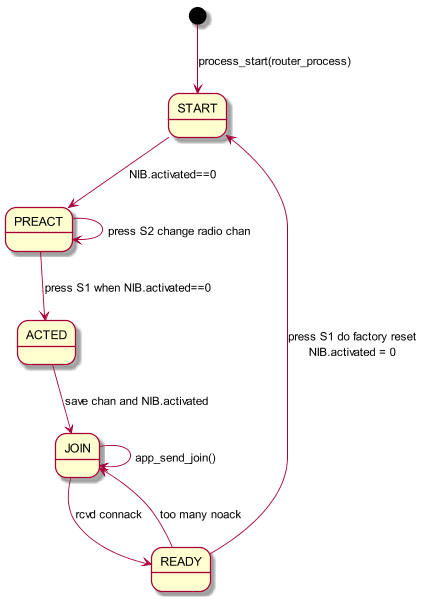 process_start(router_process)
START
NIB.activated==0
PREACT
press S2 change radio chan
press S1 when NIB.activated==0
press S1 do factory reset
NIB.activated = 0
ACTED
save chan and NIB.activated
JOIN
app_send_join()
rcvd connack
too many noack
READY